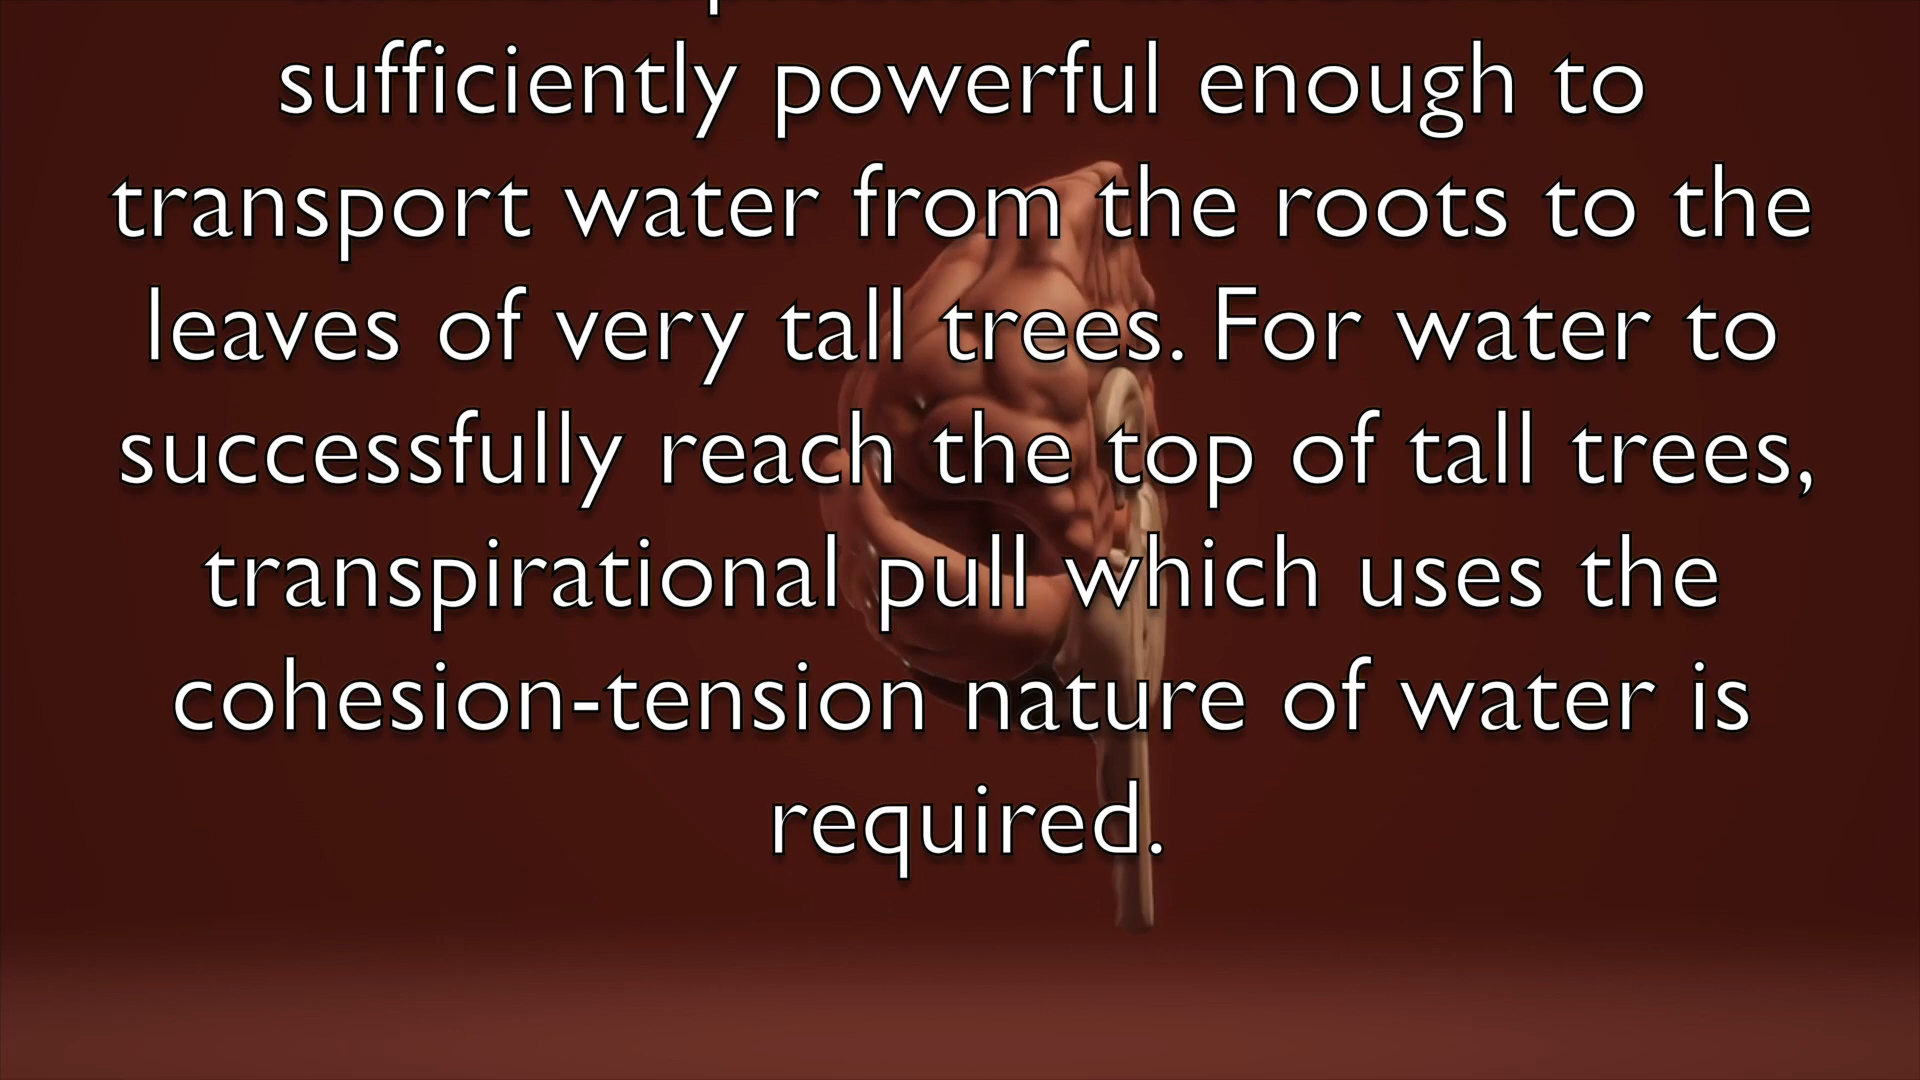 sufficiently powerful enough to
transport water from the roots to the
leaves of very tall trees. For water to
successfully reach the top of tall trees,
transpirational pull which uses the
cohesion-tension nature of water is
required.